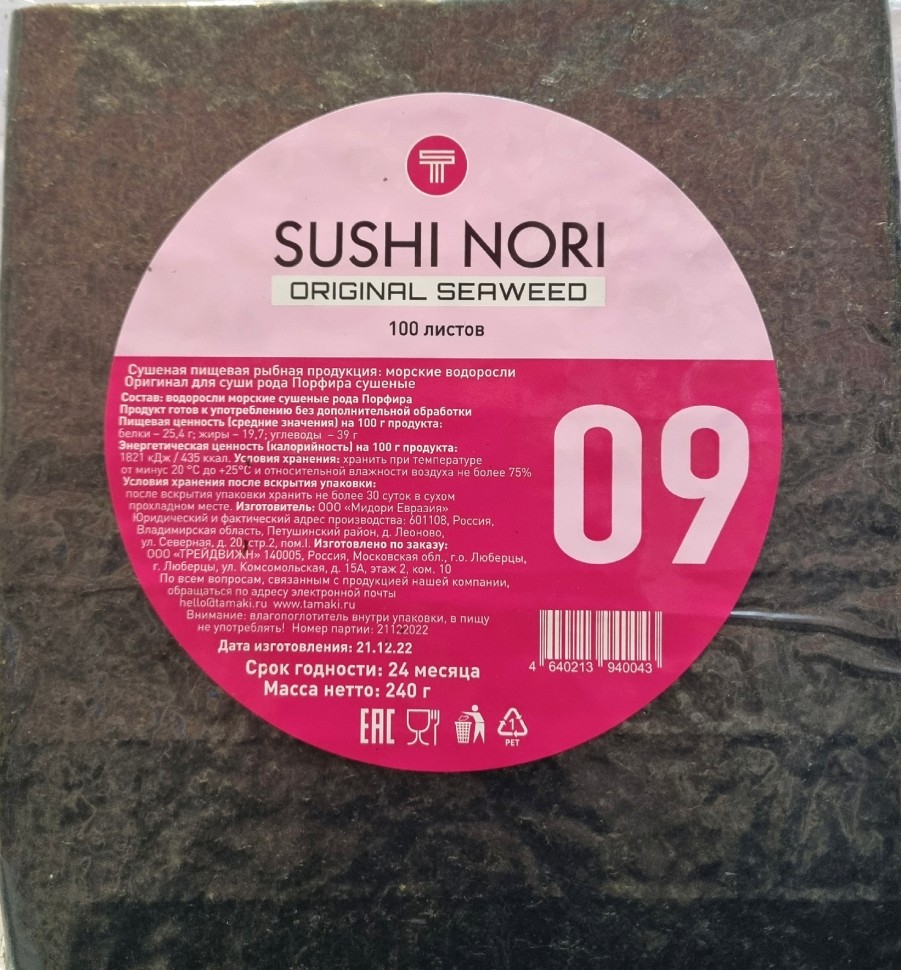 SUSHI NORI
ORIGINAL SEAWEED
100 листов
Сушеная пищевая рыбная продукция: морские водоросли
Оригинал для суши рода Порфира сушеные
Состав: водоросли морские сушеные рода Порфира
Продукт готов к употреблению без дополнительной обработки
Пищевая ценность (средние значения) на 100 г продукта:
белки – 25,4 г; жиры – 19,7; углеводы – 39 г
Энергетическая ценность (калорийность) на 100 г продукта:
1821 кДж / 435 ккал. Условия хранения: хранить при температуре
от минус 20 °С до +25°С и относительной влажности воздуха не более 75%
Условия хранения после вскрытия упаковки:
после вскрытия упаковки хранить не более 30 суток в сухом
прохладном месте. Изготовитель: ООО «Мидори Евразия»
Юридический и фактический адрес производства: 601108, Россия,
Владимирская область, Петушинский район, д. Леоново,
ул. Северная, д. 20, стр.2, пом.I. Изготовлено по заказу:
ООО «ТРЕЙДВИЖН» 140005, Россия, Московская обл., г.о. Люберцы,
г. Люберцы, ул. Комсомольская, д. 15А, этаж 2, ком. 10
По всем вопросам, связанным с продукцией нашей компании,
обращаться по адресу электронной почты
hello@tamaki.ru www.tamaki.ru
Внимание: влагопоглотитель внутри упаковки, в пищу
не употреблять! Номер партии: 21122022
Дата изготовления: 21.12.22
Срок годности: 24 месяца
Масса нетто: 240 г
09
4 640213 940043
EAC
1
PET